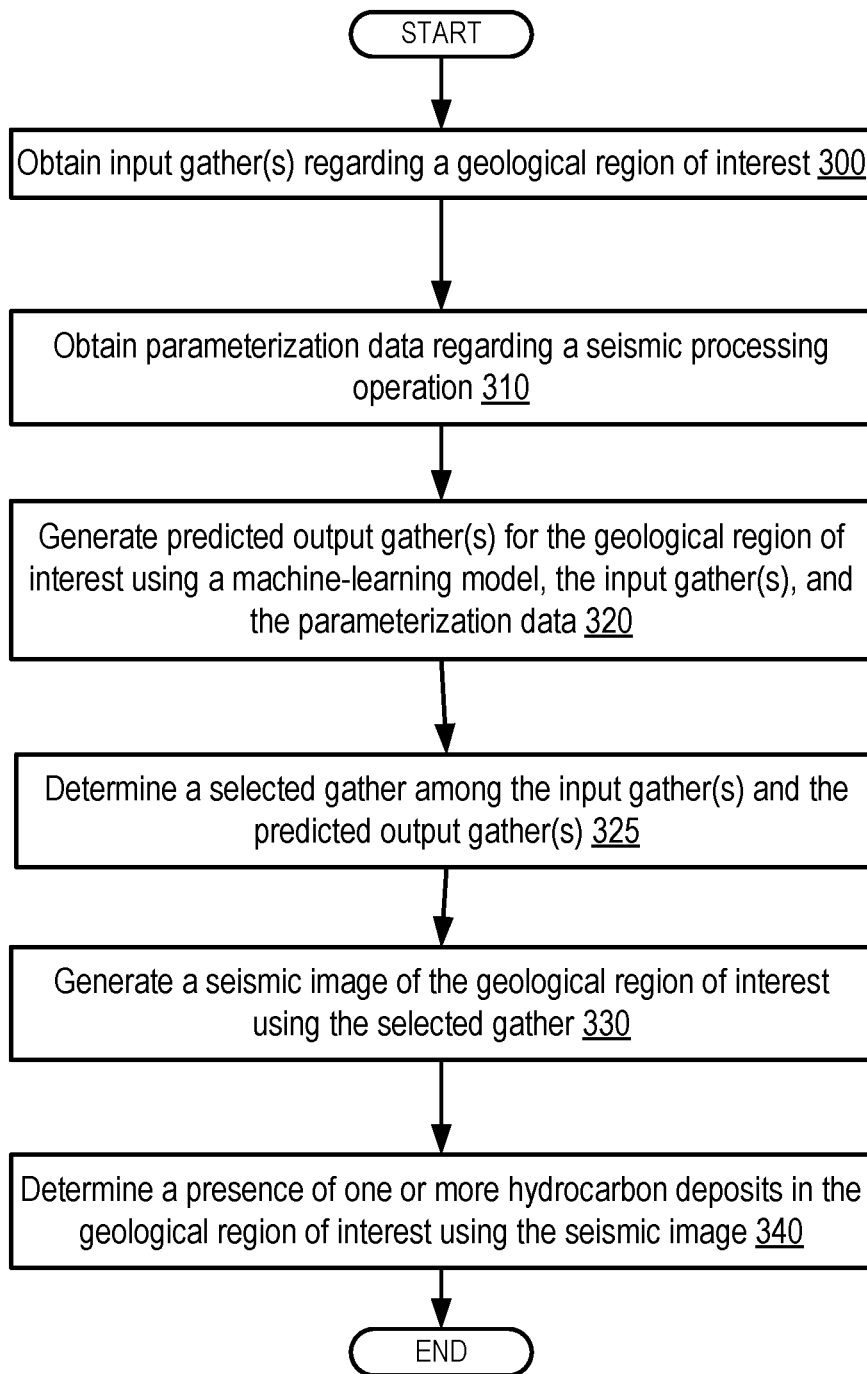 START
Obtain input gather(s) regarding a geological region of interest 300
Obtain parameterization data regarding a seismic processing
operation 310
Generate predicted output gather(s) for the geological region of
interest using a machine-learning model, the input gather(s), and
the parameterization data 320
Determine a selected gather among the input gather(s) and the
predicted output gather(s) 325
Generate a seismic image of the geological region of interest
using the selected gather 330
Determine a presence of one or more hydrocarbon deposits in the
geological region of interest using the seismic image 340
END